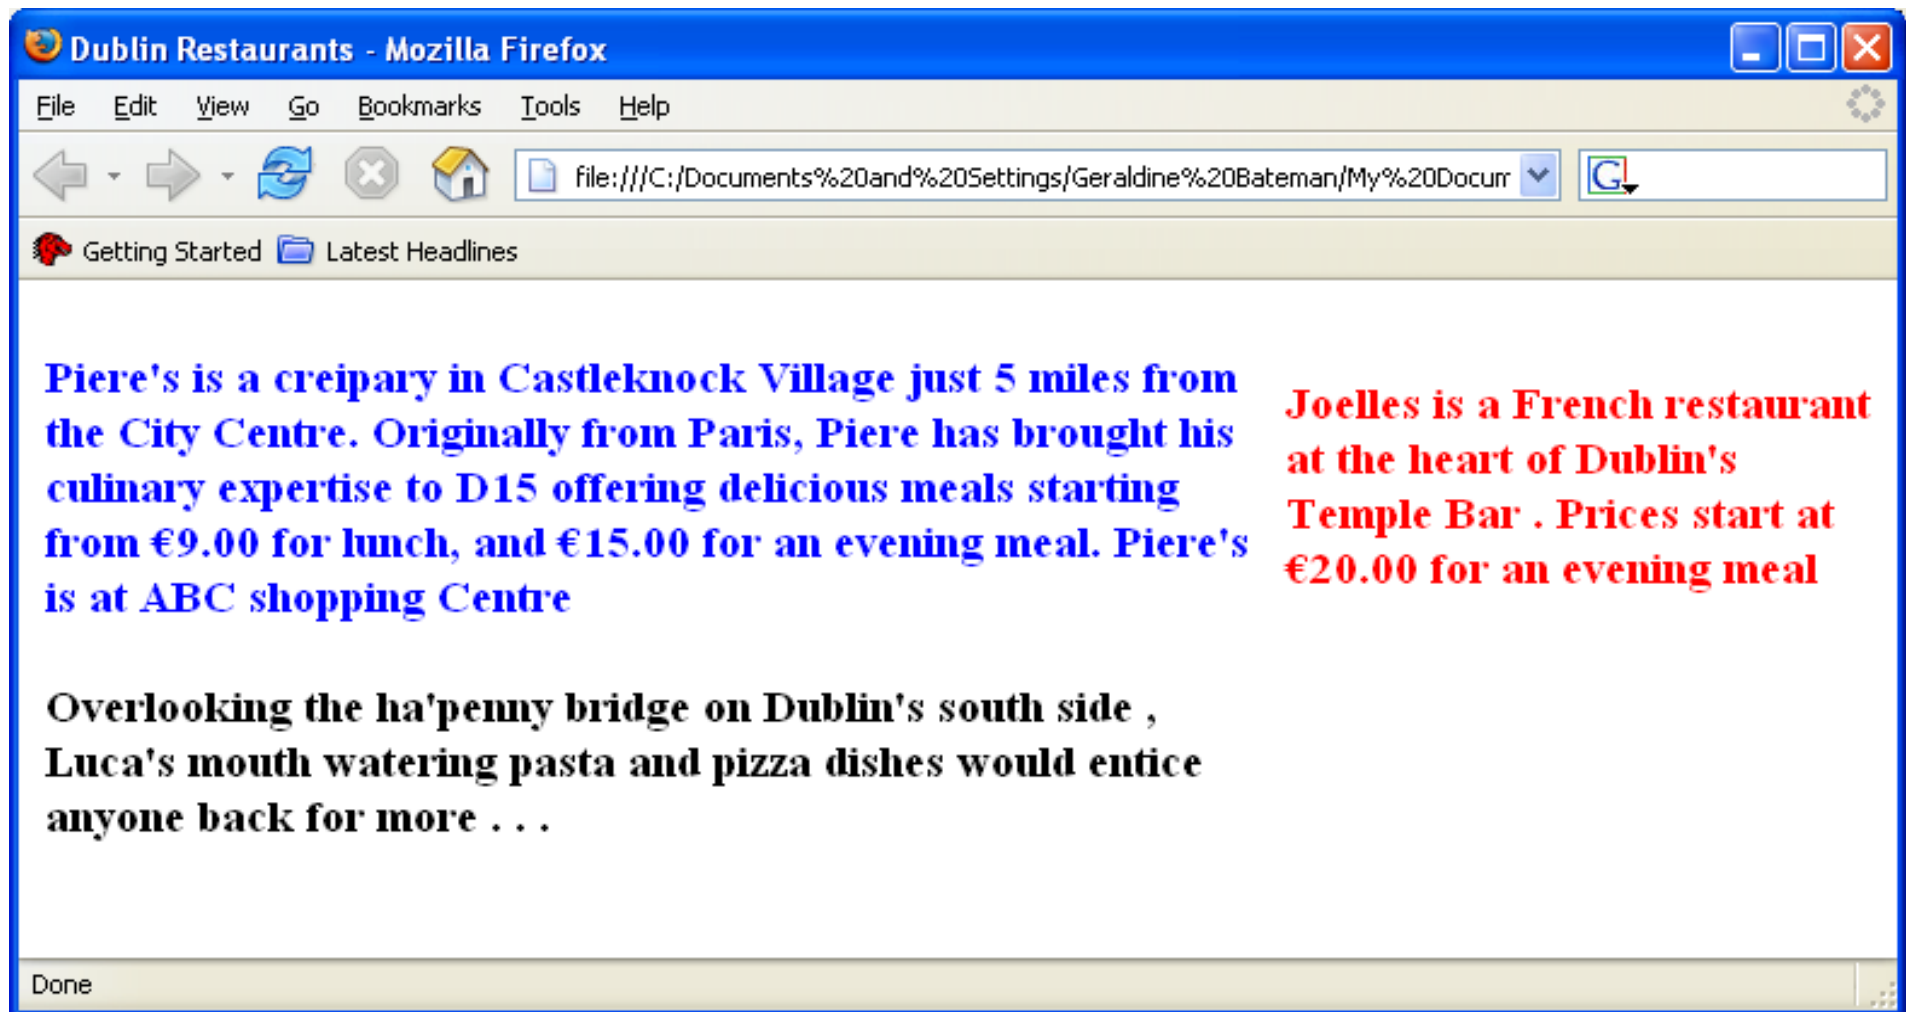 Dublin Restaurants - Mozilla Firefox
File Edit View Go Bookmarks Tools Help
file:///C:/Documents%20and%20Settings/Geraldine%20Bateman/My%20Docum
G
Getting Started Latest Headlines
Piere's is a creipary in Castleknock Village just 5 miles from
the City Centre. Originally from Paris, Piere has brought his
culinary expertise to D15 offering delicious meals starting
from €9.00 for lunch, and €15.00 for an evening meal. Piere's
is at ABC shopping Centre
Joelles is a French restaurant
at the heart of Dublin's
Temple Bar . Prices start at
€20.00 for an evening meal
Overlooking the ha'penny bridge on Dublin's south side ,
Luca's mouth watering pasta and pizza dishes would entice
anyone back for more . . .
Done